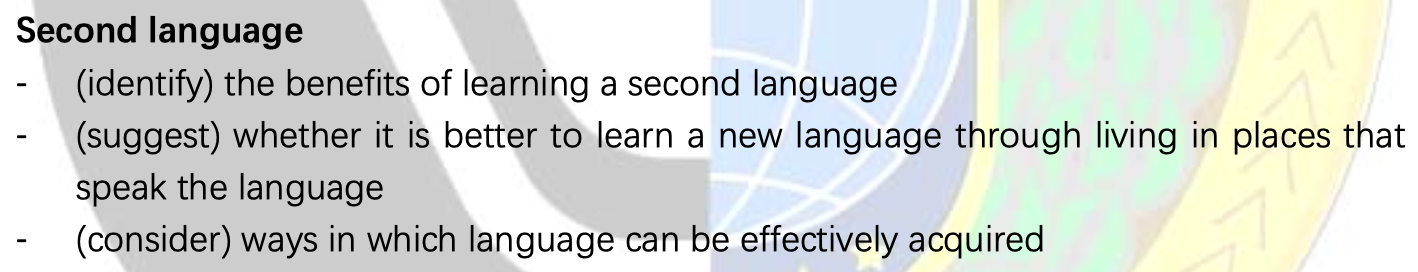 Second language
- (identify) the benefits of learning a second language
- (suggest) whether it is better to learn a new language through living in places that
speak the language
- (consider) ways in which language can be effectively acquired